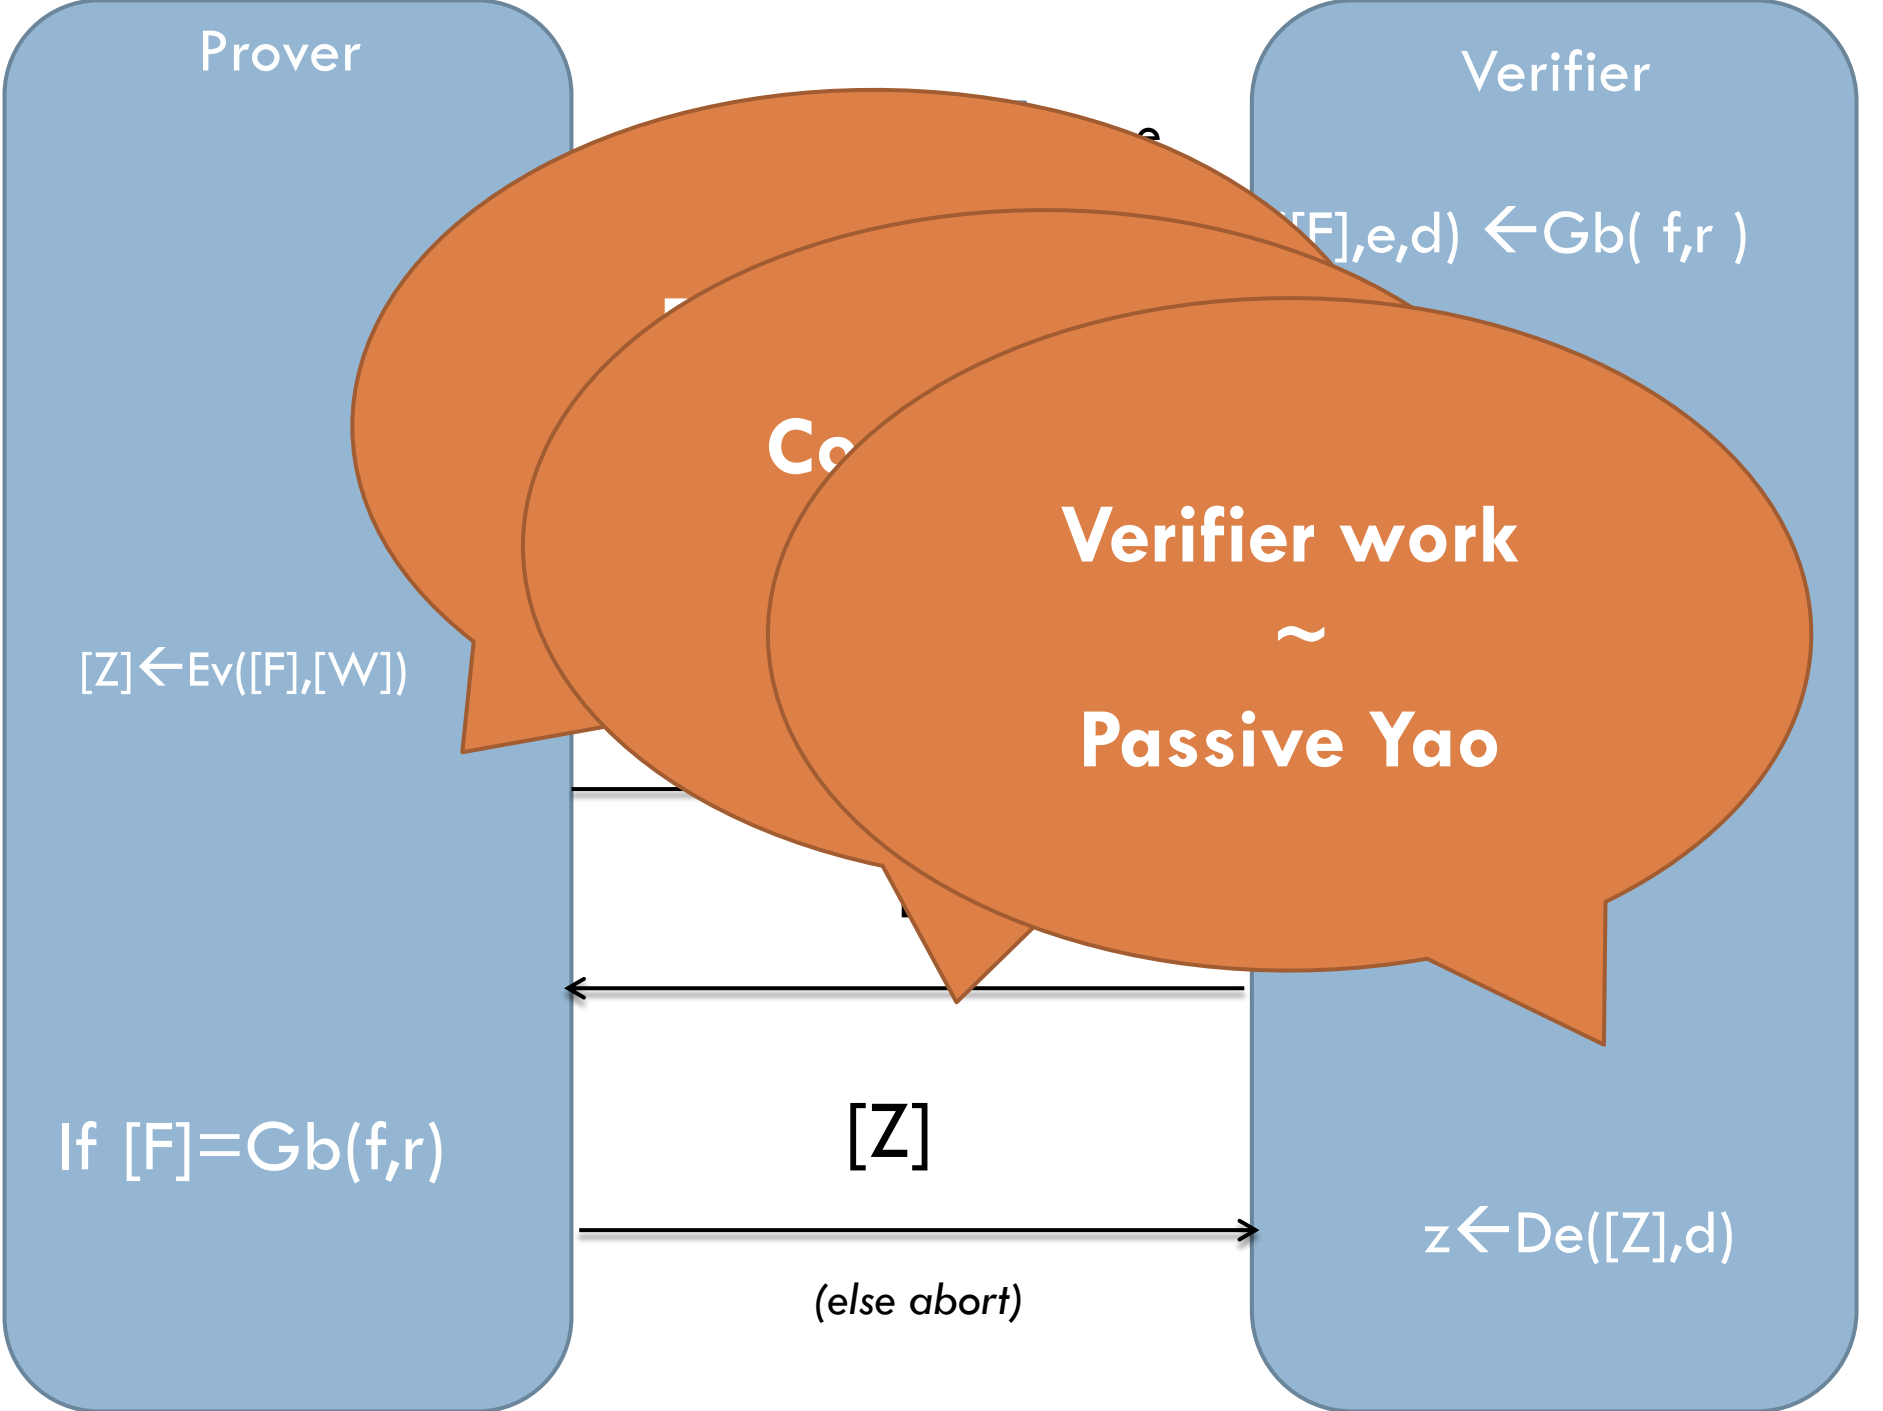 Prover
Verifier
e
[F],e,d) ←Gb( f,r )
Co
Verifier work
~
Passive Yao
[Z]←Ev([F],[W])
[Z]
If [F]=Gb(f,r)
z←De([Z],d)
(else abort)